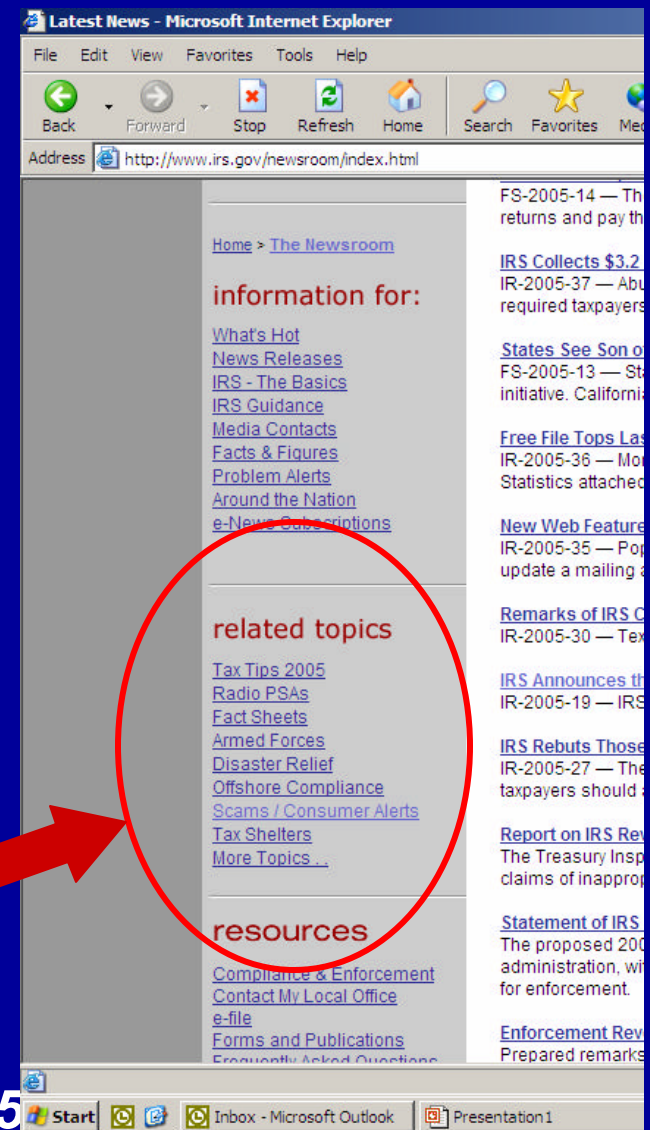 Latest News - Microsoft Internet Explorer
File Edit View Favorites Tools Help
Back Forward Stop Refresh Home Search Favorites
Address http://www.irs.gov/newsroom/index.html
Home > The Newsroom
information for:
What's Hot
News Releases
IRS - The Basics
IRS Guidance
Media Contacts
Facts & Figures
Problem Alerts
Around the Nation
e-News Subscriptions
related topics
Tax Tips 2005
Radio PSAs
Fact Sheets
Armed Forces
Disaster Relief
Offshore Compliance
Scams / Consumer Alerts
Tax Shelters
More Topics . .
resources
Compliance & Enforcement
Contact My Local Office
e-file
Forms and Publications
Frequently Asked Questions
FS-2005-14 — Th
returns and pay th
IRS Collects $3.2
IR-2005-37 — Abu
required taxpayers
States See Son o
FS-2005-13 — Sta
initiative. Californi
Free File Tops Las
IR-2005-36 — Mor
Statistics attached
New Web Feature
IR-2005-35 — Pop
update a mailing a
Remarks of IRS C
IR-2005-30 — Tex
IRS Announces th
IR-2005-19 — IRS
IRS Rebuts Those
IR-2005-27 — The
taxpayers should a
Report on IRS Rev
The Treasury Insp
claims of inapprop
Statement of IRS
The proposed 200
administration, wi
for enforcement.
Enforcement Rev
Prepared remarks
5
Start Inbox - Microsoft Outlook Presentation1